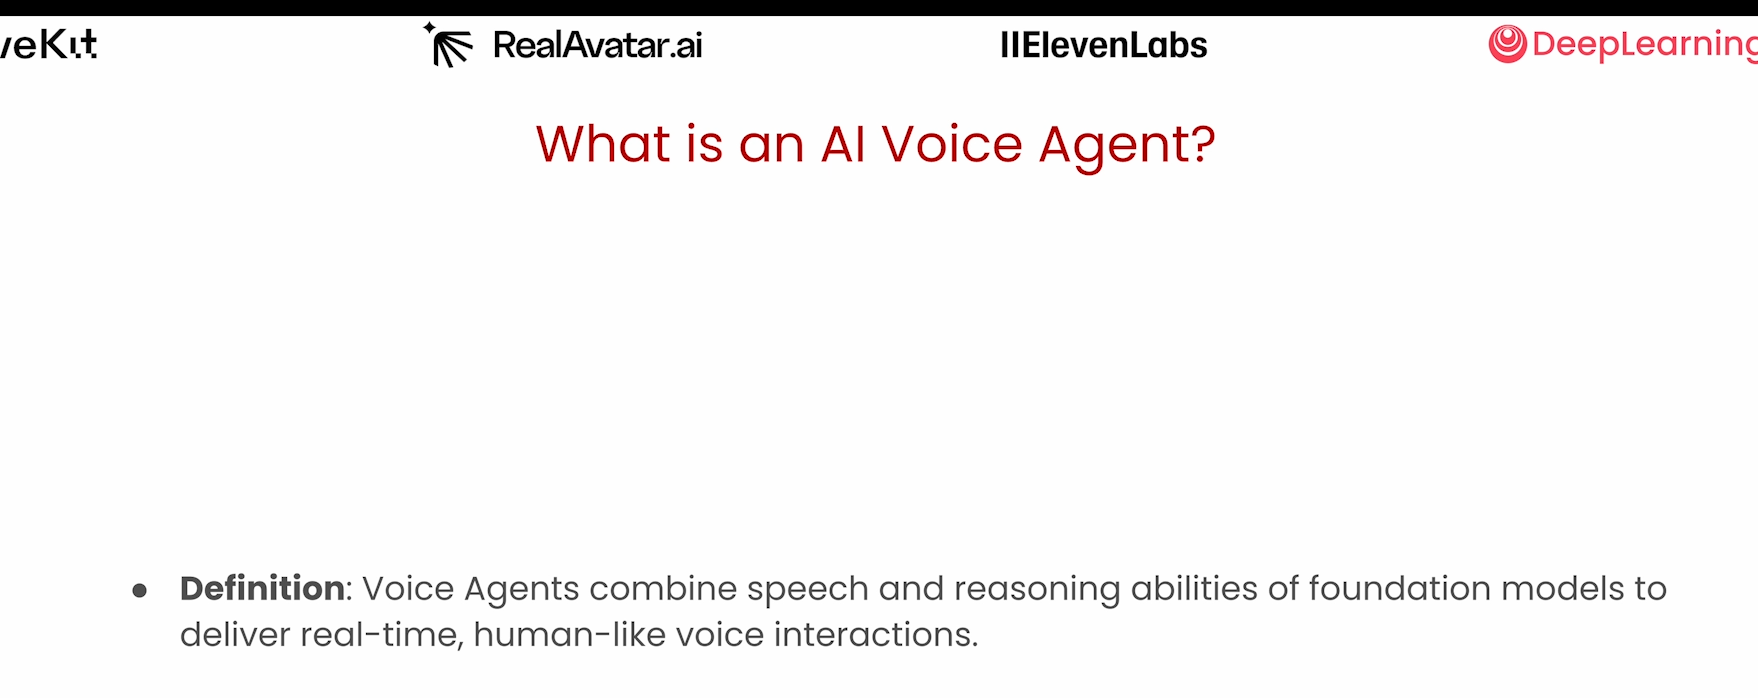 veKit
RealAvatar.ai
IIElevenLabs
DeepLearning
What is an AI Voice Agent?
● Definition: Voice Agents combine speech and reasoning abilities of foundation models to
deliver real-time, human-like voice interactions.